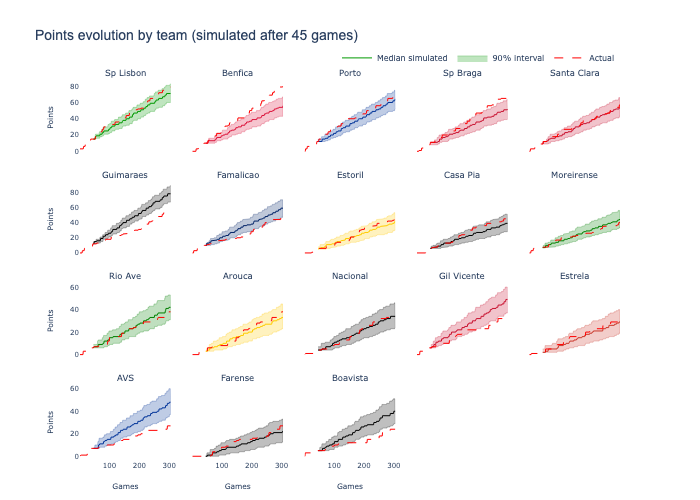 Points evolution by team (simulated after 45 games)
Median simulated 90% interval Actual
Sp Lisbon Benfica Porto Sp Braga Santa Clara
Points
80
60
40
20
0
Guimaraes Famalicao Estoril Casa Pia Moreirense
Points
80
60
40
20
0
Rio Ave Arouca Nacional Gil Vicente Estrela
Points
60
40
20
0
AVS Farense Boavista
Points
60
40
20
0
100 200 300 100 200 300 100 200 300
Games Games Games